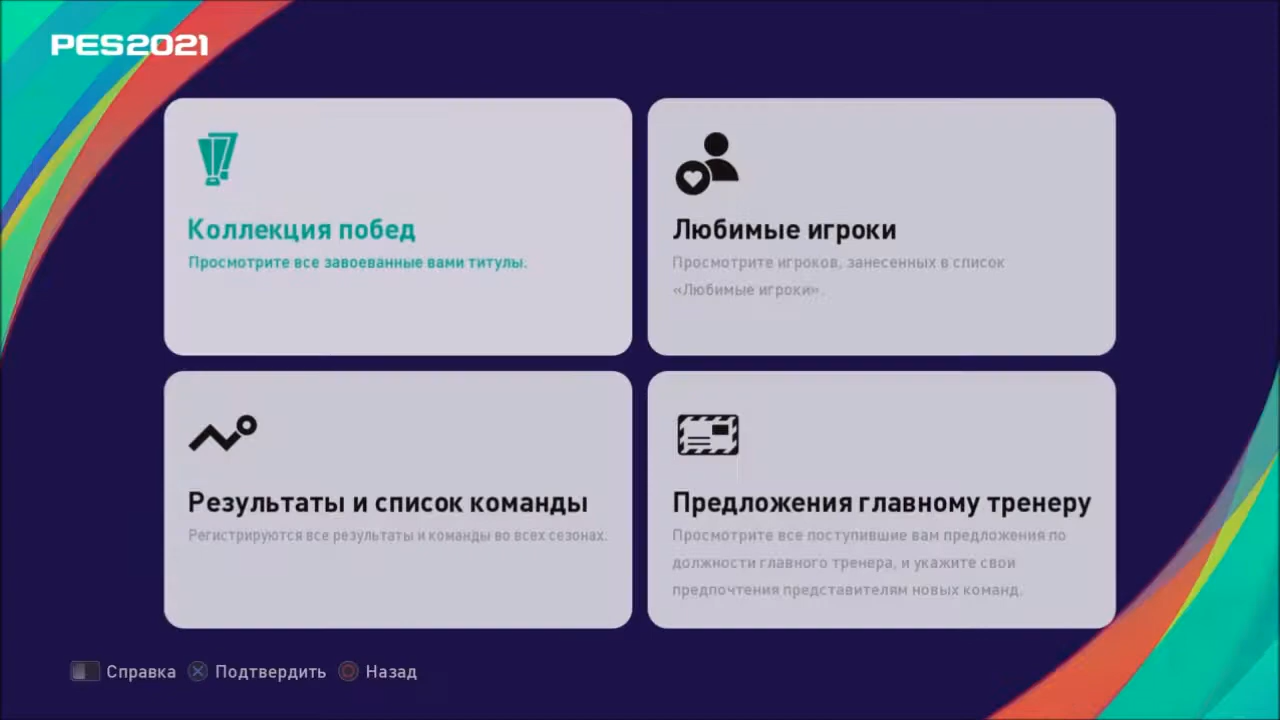 PES2021
Коллекция побед
Просмотрите все завоеванные вами титулы.
Любимые игроки
Просмотрите игроков, занесенных в список
«Любимые игроки».
Результаты и список команды
Регистрируются все результаты и команды во всех сезонах.
Предложения главному тренеру
Просмотрите все поступившие вам предложения по
должности главного тренера, и укажите свои
предпочтения представителям новых команд.
Справка Подтвердить Назад